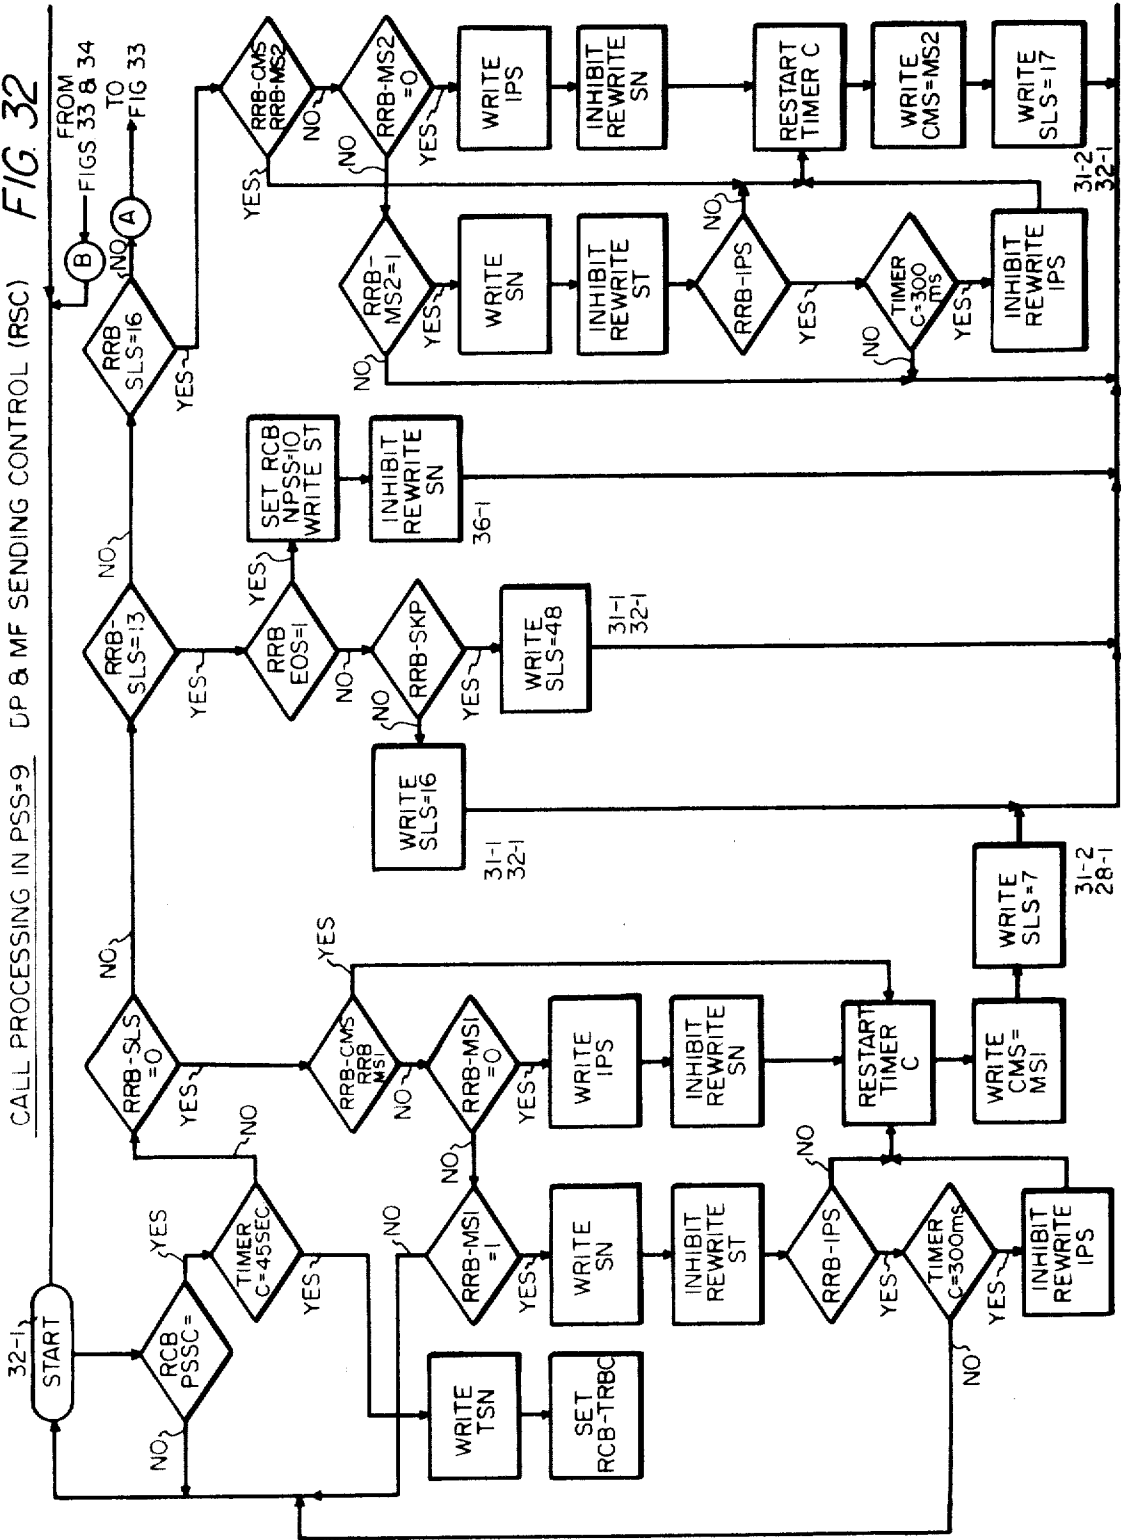 CALL PROCESSING IN PSS=9 DP & MF SENDING CONTROL (RSC) FIG. 32
32-1
START
RCB
PSSC=
NO
YES
TIMER
C=45SEC
NO
YES
WRITE
TSN
SET
RCB-TRBC
RRB-SLS
=0
NO
YES
RRB-CMS
RRB
MS1
YES
NO
RRB-MS1
=0
NO
YES
WRITE
IPS
INHIBIT
REWRITE
SN
RESTART
TIMER
C
WRITE
CMS=
MS1
WRITE
SLS=7
31-2
28-1
RRB-MS1
=1
NO
YES
WRITE
SN
INHIBIT
REWRITE
ST
RRB-IPS
NO
YES
TIMER
C=300ms
NO
YES
INHIBIT
REWRITE
IPS
RRB-
SLS=13
NO
YES
RRB
EOS=1
YES
NO
SET RCB
NPSS=10
WRITE ST
INHIBIT
REWRITE
SN
36-1
RRB-SKP
NO
YES
WRITE
SLS=16
31-1
32-1
WRITE
SLS=48
31-1
32-1
RRB
SLS=16
NO
YES
A
TO
FIG 33
B
FROM
FIGS 33 & 34
RRB-CMS
RRB-MS2
YES
NO
RRB-MS2
=0
NO
YES
WRITE
IPS
INHIBIT
REWRITE
SN
RESTART
TIMER C
WRITE
CMS=MS2
WRITE
SLS=17
31-2
32-1
RRB-
MS2=1
NO
YES
WRITE
SN
INHIBIT
REWRITE
ST
RRB-IPS
NO
YES
TIMER
C=300
ms
NO
YES
INHIBIT
REWRITE
IPS